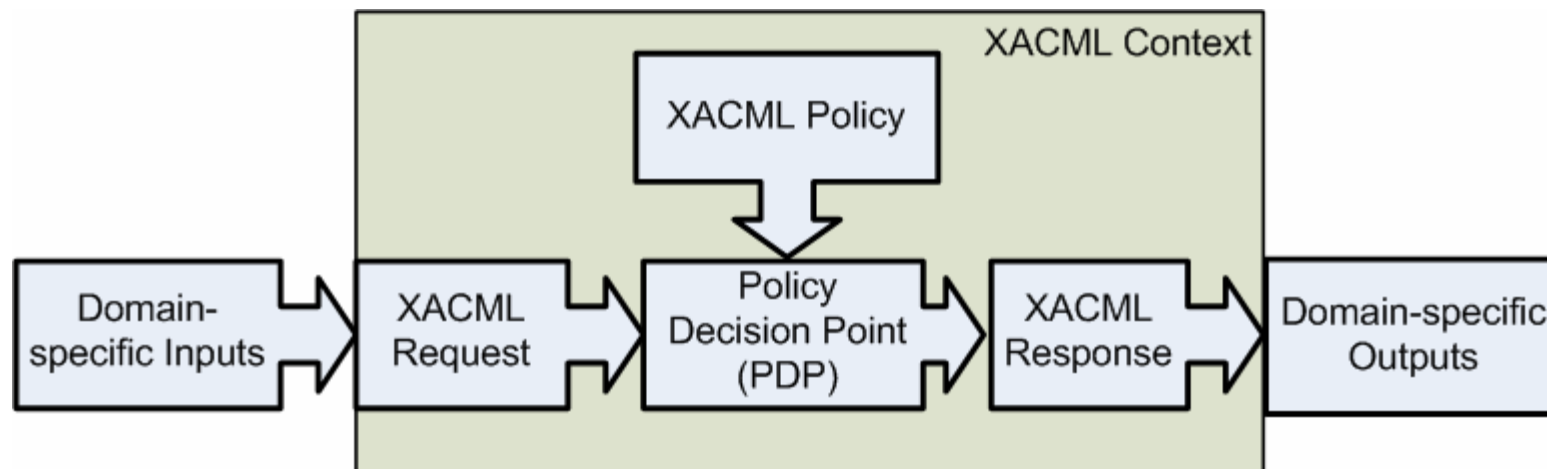 XACML Context
XACML Policy
Domain-
specific Inputs
XACML
Request
Policy
Decision Point
(PDP)
XACML
Response
Domain-specific
Outputs